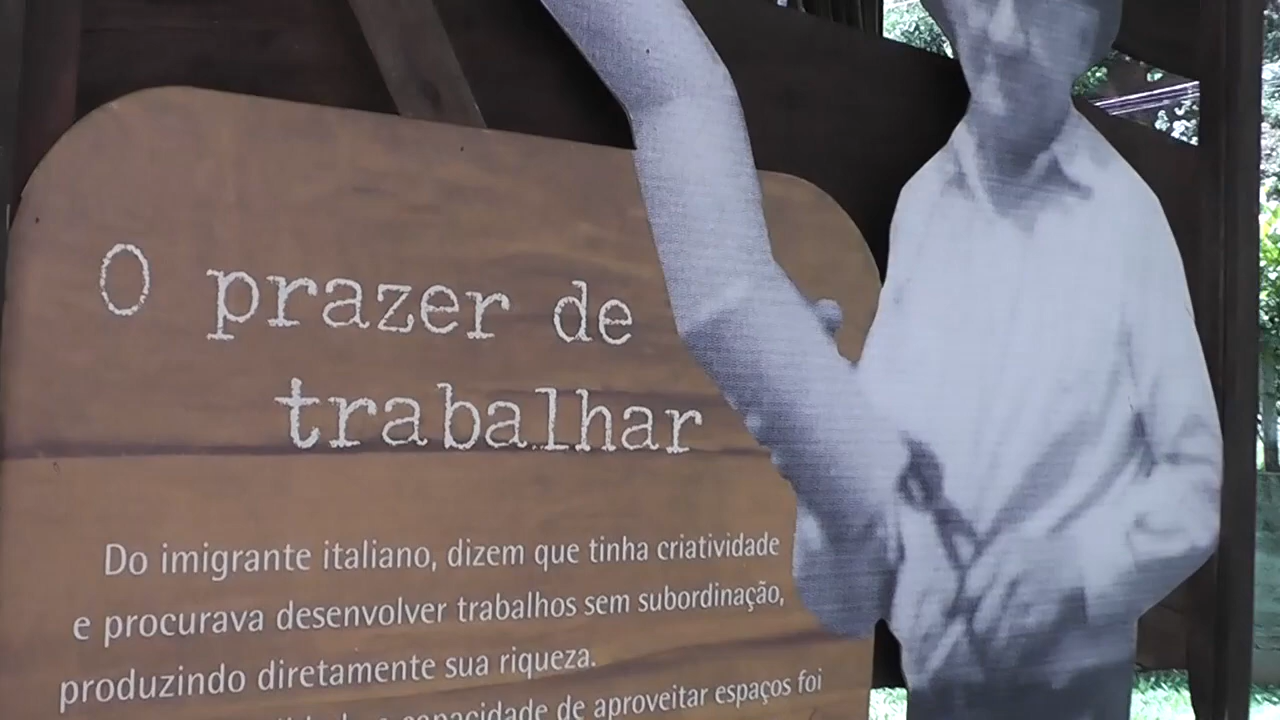 O prazer de
trabalhar
Do imigrante italiano, dizem que tinha criatividade
e procurava desenvolver trabalhos sem subordinação,
produzindo diretamente sua riqueza.
capacidade de aproveitar espaços foi